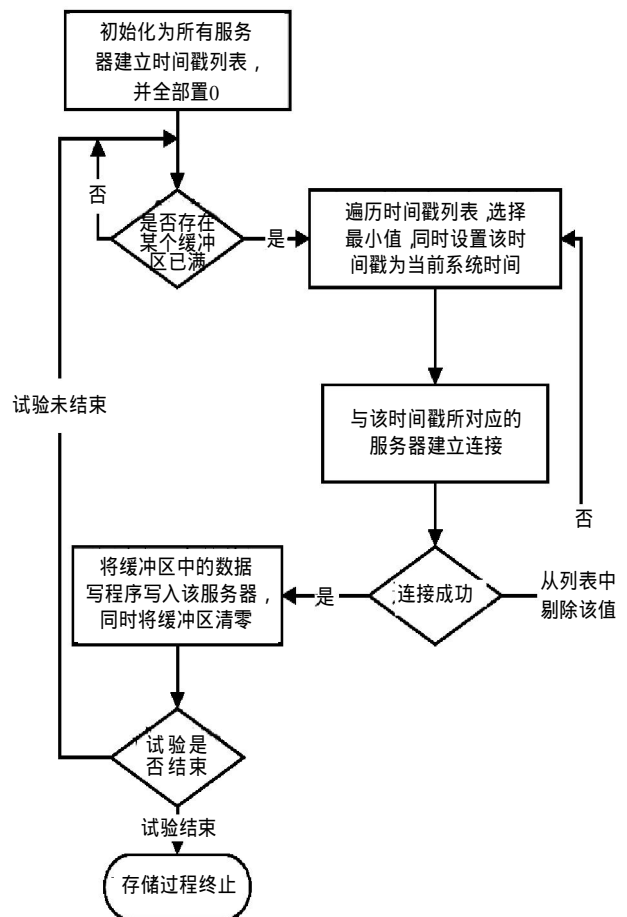 初始化为所有服务
器建立时间戳列表，
并全部置0
否
是否存在
某个缓冲
区已满
是
遍历时间戳列表,选择
最小值,同时设置该时
间戳为当前系统时间
试验未结束
与该时间戳所对应的
服务器建立连接
否
将缓冲区中的数据
写程序写入该服务器，
同时将缓冲区清零
是
连接成功
从列表中
剔除该值
试验是
否结束
试验结束
存储过程终止